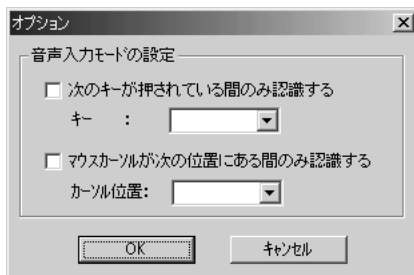 オプション
音声入力モードの設定
次のキーが押されている間のみ認識する
キー :
マウスカーソルが次の位置にある間のみ認識する
カーソル位置:
OK
キャンセル